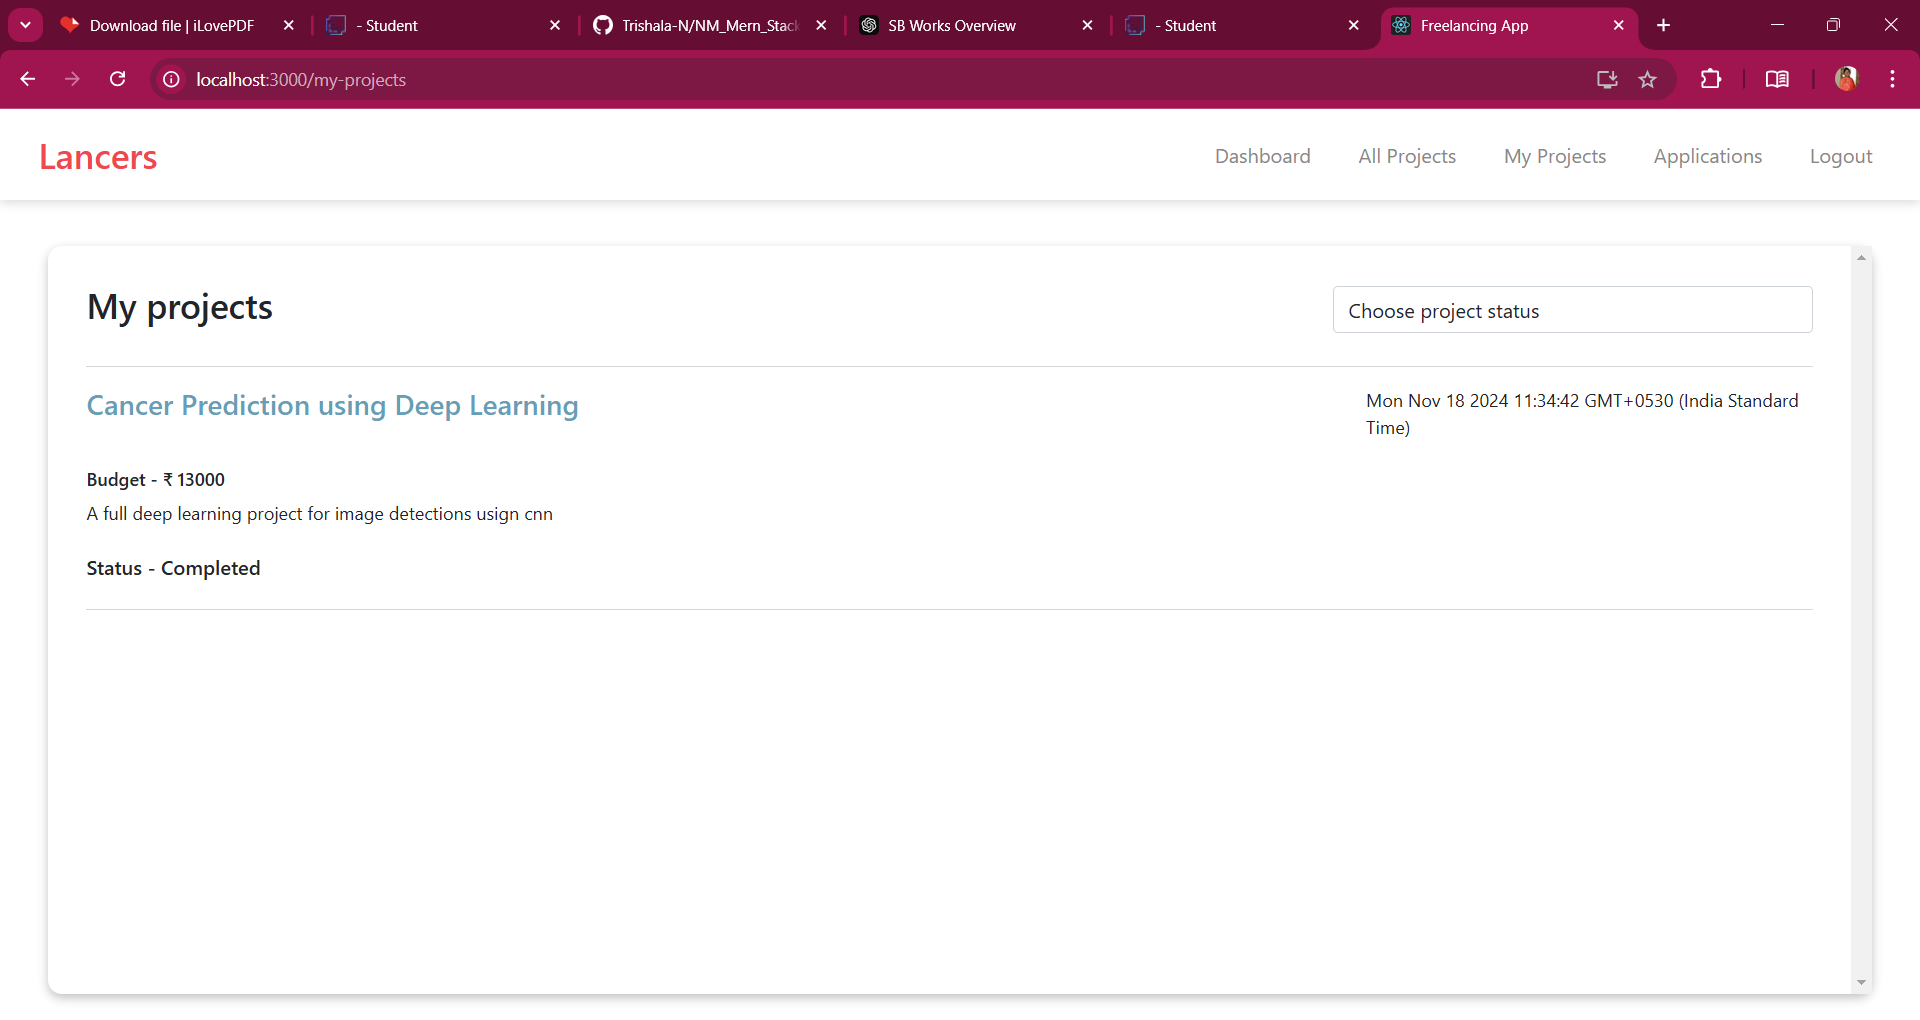 Download file | iLovePDF
- Student
Trishala-N/NM_Mern_Stack
SB Works Overview
- Student
Freelancing App
localhost:3000/my-projects
Lancers
Dashboard
All Projects
My Projects
Applications
Logout
My projects
Choose project status
Cancer Prediction using Deep Learning
Mon Nov 18 2024 11:34:42 GMT+0530 (India Standard
Time)
Budget - ₹ 13000
A full deep learning project for image detections usign cnn
Status - Completed